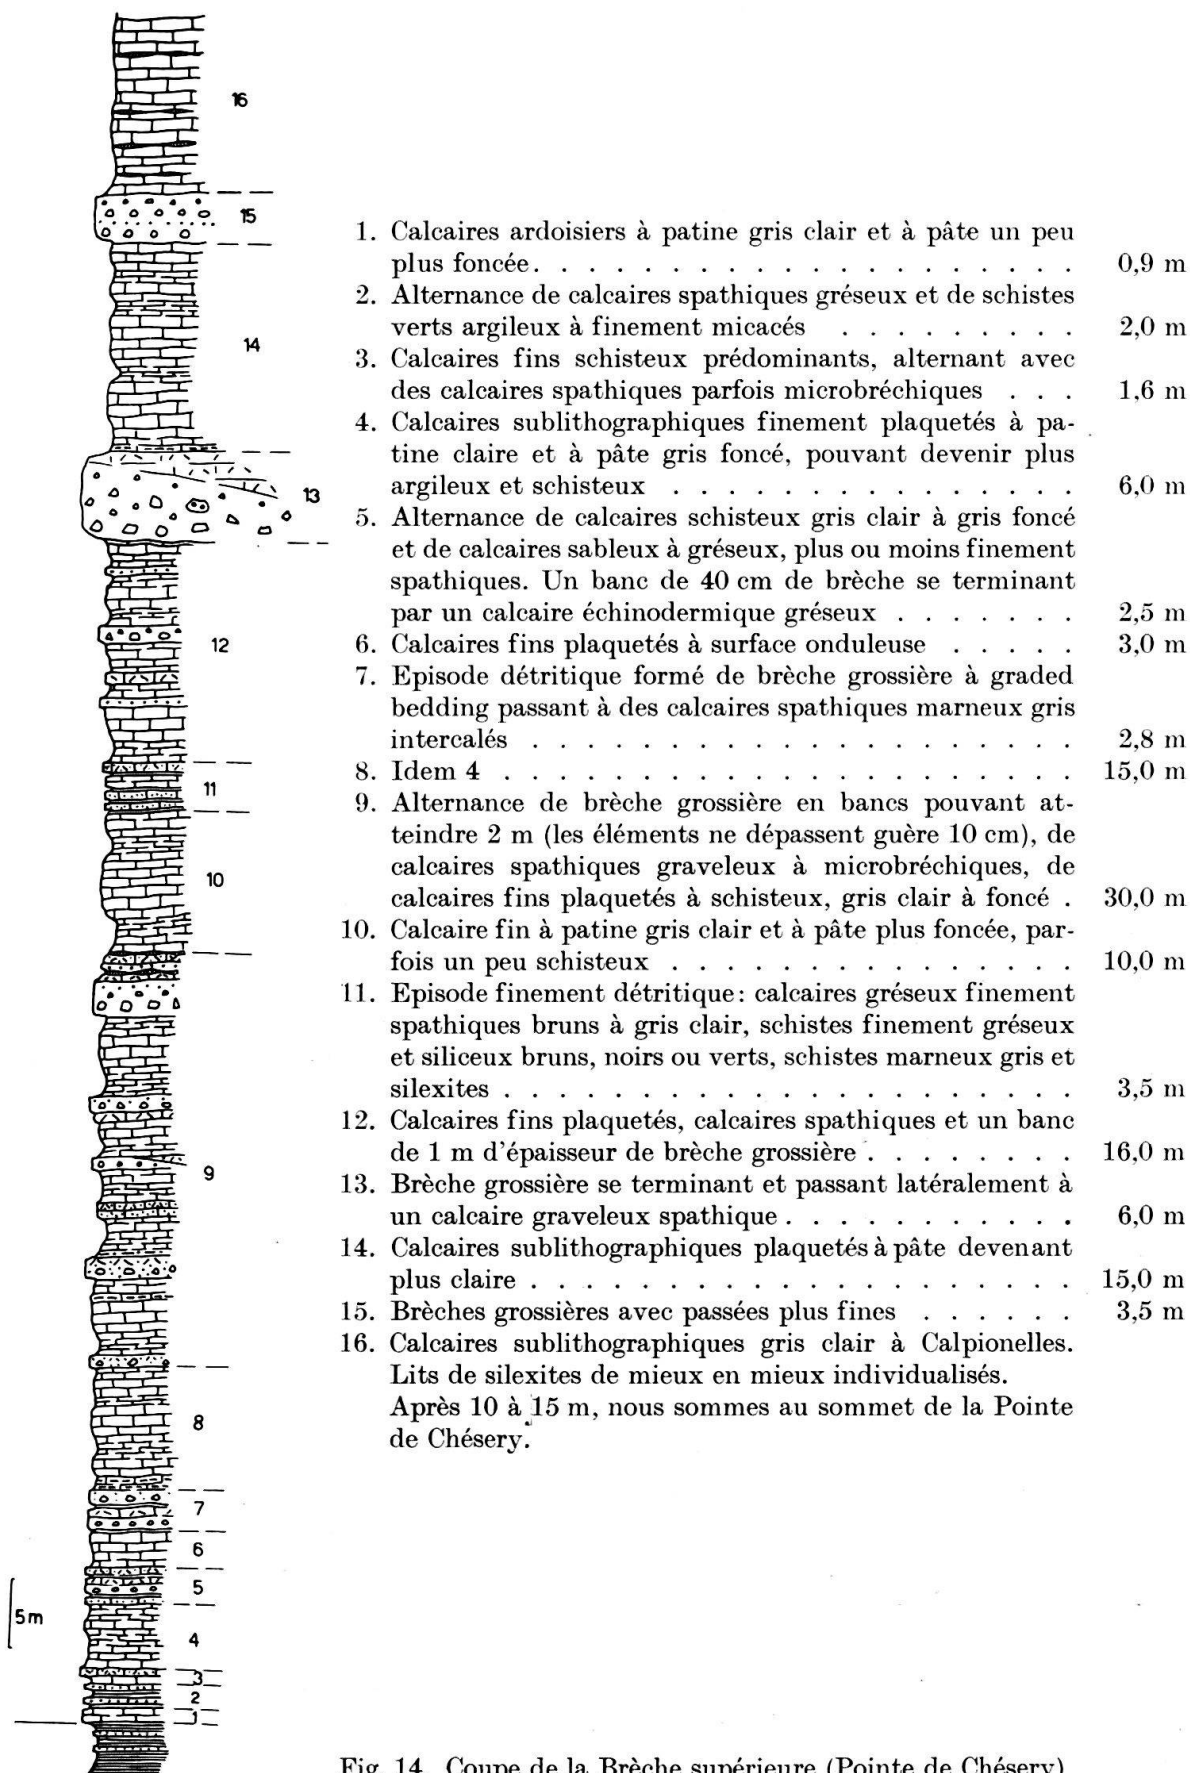 16
15
14
13
12
11
10
9
8
7
6
5
4
3
2
1
5m
1. Calcaires ardoisiers à patine gris clair et à pâte un peu
plus foncée . . . . . . . . . . . . . . . . . . . . 0,9 m
2. Alternance de calcaires spathiques gréseux et de schistes
verts argileux à finement micacés . . . . . . . . . 2,0 m
3. Calcaires fins schisteux prédominants, alternant avec
des calcaires spathiques parfois microbréchiques . . . 1,6 m
4. Calcaires sublithographiques finement plaquetés à pa-
tine claire et à pâte gris foncé, pouvant devenir plus
argileux et schisteux . . . . . . . . . . . . . . . 6,0 m
5. Alternance de calcaires schisteux gris clair à gris foncé
et de calcaires sableux à gréseux, plus ou moins finement
spathiques. Un banc de 40 cm de brèche se terminant
par un calcaire échinodermique gréseux . . . . . . . 2,5 m
6. Calcaires fins plaquetés à surface onduleuse . . . . . 3,0 m
7. Episode détritique formé de brèche grossière à graded
bedding passant à des calcaires spathiques marneux gris
intercalés . . . . . . . . . . . . . . . . . . . . 2,8 m
8. Idem 4 . . . . . . . . . . . . . . . . . . . . . 15,0 m
9. Alternance de brèche grossière en bancs pouvant at-
teindre 2 m (les éléments ne dépassent guère 10 cm), de
calcaires spathiques graveleux à microbréchiques, de
calcaires fins plaquetés à schisteux, gris clair à foncé . 30,0 m
10. Calcaire fin à patine gris clair et à pâte plus foncée, par-
fois un peu schisteux . . . . . . . . . . . . . . . 10,0 m
11. Episode finement détritique: calcaires gréseux finement
spathiques bruns à gris clair, schistes finement gréseux
et siliceux bruns, noirs ou verts, schistes marneux gris et
silexites . . . . . . . . . . . . . . . . . . . . . 3,5 m
12. Calcaires fins plaquetés, calcaires spathiques et un banc
de 1 m d'épaisseur de brèche grossière . . . . . . . . 16,0 m
13. Brèche grossière se terminant et passant latéralement à
un calcaire graveleux spathique . . . . . . . . . . . 6,0 m
14. Calcaires sublithographiques plaquetés à pâte devenant
plus claire . . . . . . . . . . . . . . . . . . . . 15,0 m
15. Brèches grossières avec passées plus fines . . . . . . 3,5 m
16. Calcaires sublithographiques gris clair à Calpionelles.
Lits de silexites de mieux en mieux individualisés.
Après 10 à 15 m, nous sommes au sommet de la Pointe
de Chésery.
Fig. 14. Coupe de la Brèche supérieure (Pointe de Chésery)